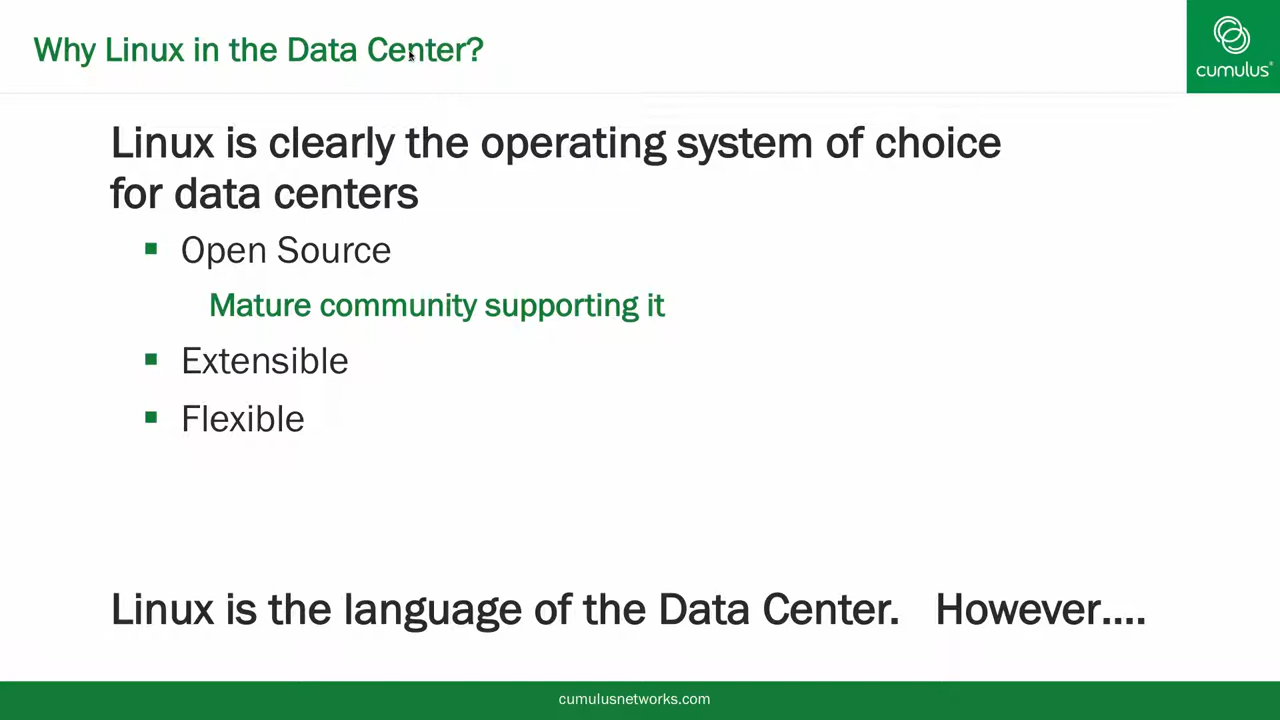 Why Linux in the Data Center?
cumulus®
Linux is clearly the operating system of choice
for data centers
Open Source
Mature community supporting it
Extensible
Flexible
Linux is the language of the Data Center. However....
cumulusnetworks.com